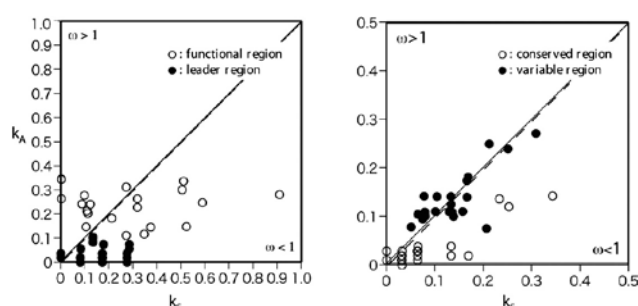 1.0
0.9
0.8
0.7
0.6
0.5
0.4
0.3
0.2
0.1
0
k_A
ω > 1
○ : functional region
● : leader region
ω < 1
0 0.1 0.2 0.3 0.4 0.5 0.6 0.7 0.8 0.9 1.0
0.5
0.4
0.3
0.2
0.1
0
ω>1
○ : conserved region
● : variable region
ω<1
0 0.1 0.2 0.3 0.4 0.5